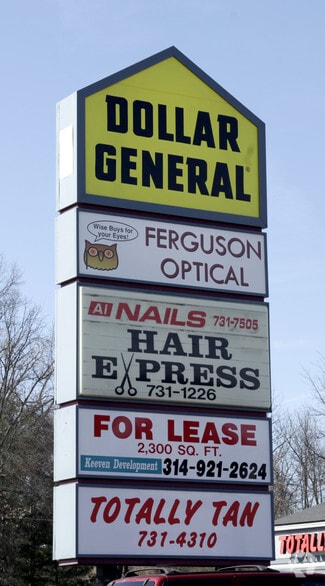 DOLLAR
GENERAL
Wise Buys for
your Eyes!
FERGUSON
OPTICAL
A1 NAILS 731-7505
HAIR
EXPRESS
731-1226
FOR LEASE
2,300 SQ. FT.
Keeven Development 314-921-2624
TOTALLY TAN
731-4310
TOTALL